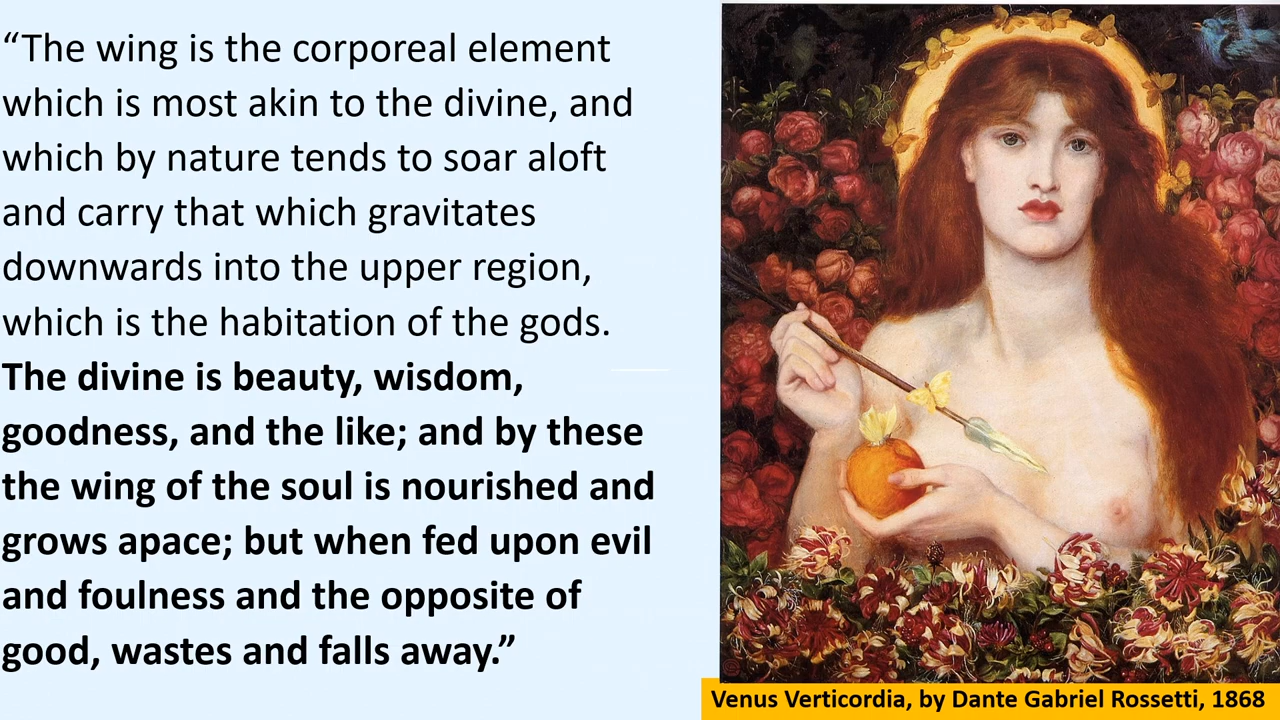 “The wing is the corporeal element
which is most akin to the divine, and
which by nature tends to soar aloft
and carry that which gravitates
downwards into the upper region,
which is the habitation of the gods.
The divine is beauty, wisdom,
goodness, and the like; and by these
the wing of the soul is nourished and
grows apace; but when fed upon evil
and foulness and the opposite of
good, wastes and falls away.”
Venus Verticordia, by Dante Gabriel Rossetti, 1868